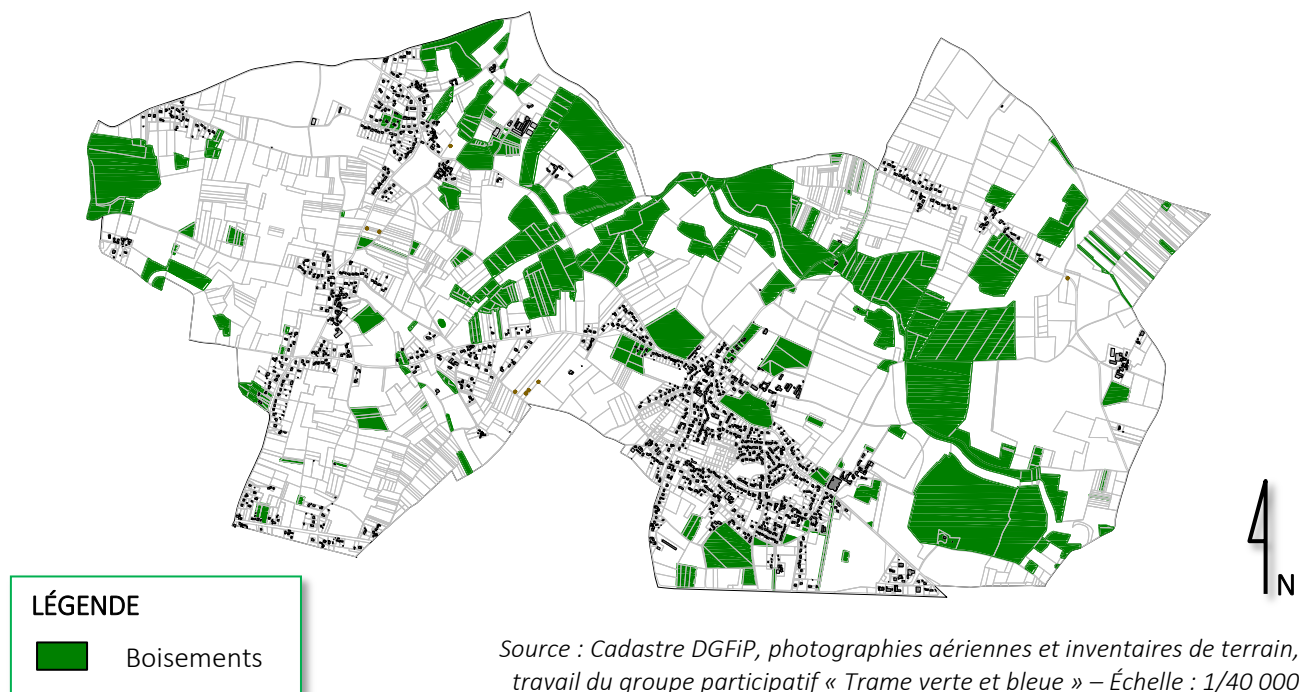 N
LÉGENDE
Boisements
Source : Cadastre DGFiP, photographies aériennes et inventaires de terrain,
travail du groupe participatif « Trame verte et bleue » – Échelle : 1/40 000